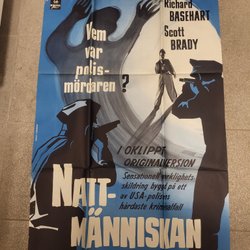 Richard
BASEHART
Scott
BRADY
Vem
var
polis-
mördaren?
I OKLIPPT
ORIGINALVERSION
Sensationell verklighets-
skildring byggd på ett
av USA-polisens
hårdaste kriminalfall
NATT-
MÄNNISKAN